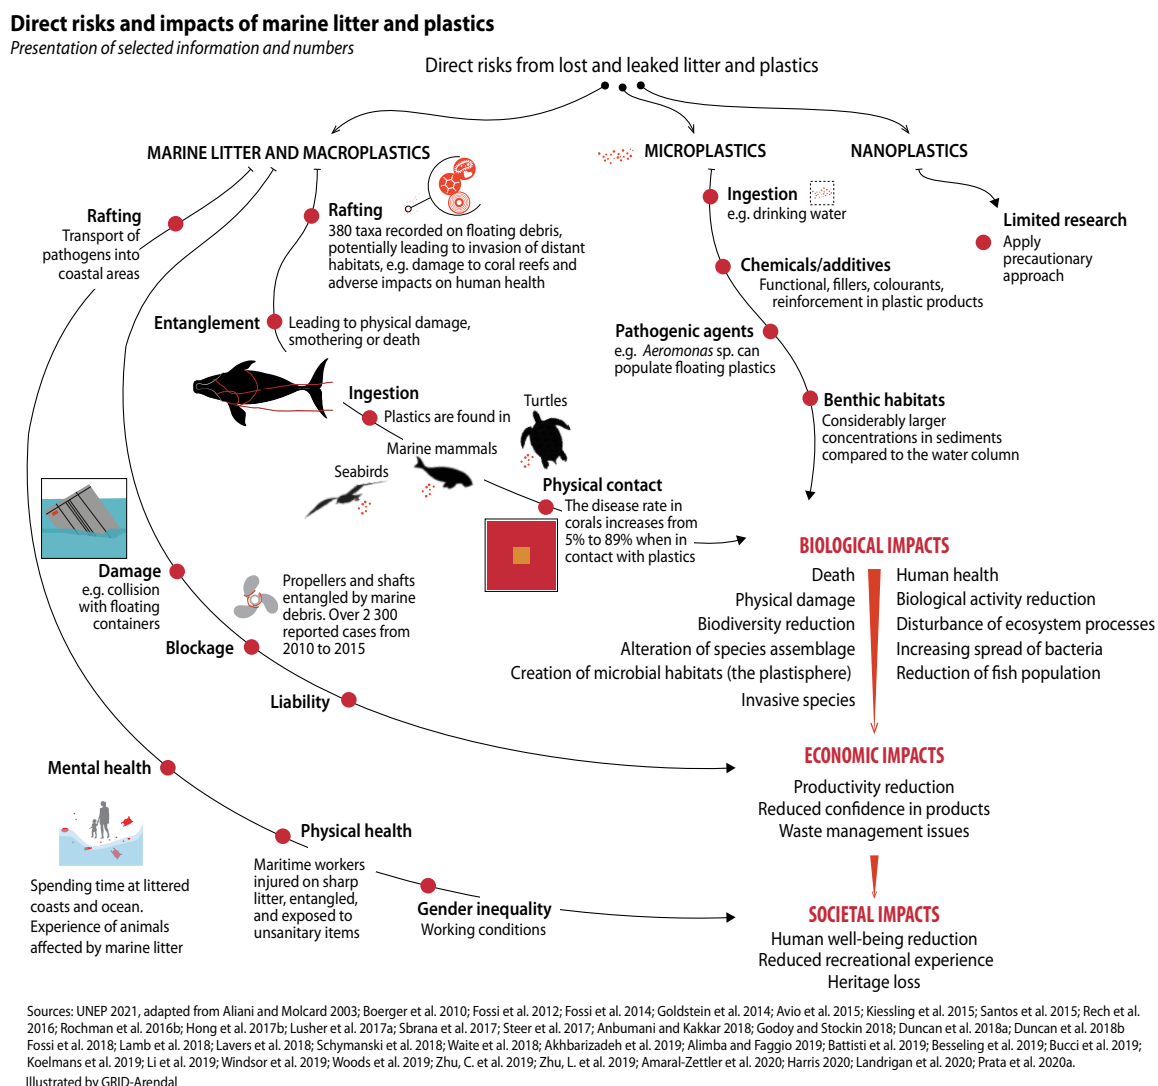 Direct risks and impacts of marine litter and plastics
Presentation of selected information and numbers
Direct risks from lost and leaked litter and plastics
MARINE LITTER AND MACROPLASTICS
MICROPLASTICS
NANOPLASTICS
Rafting
Transport of
pathogens into
coastal areas
Rafting
380 taxa recorded on floating debris,
potentially leading to invasion of distant
habitats, e.g. damage to coral reefs and
adverse impacts on human health
Entanglement
Leading to physical damage,
smothering or death
Ingestion
Plastics are found in
Turtles
Marine mammals
Seabirds
Physical contact
The disease rate in
corals increases from
5% to 89% when in
contact with plastics
Ingestion
e.g. drinking water
Chemicals/additives
Functional, fillers, colourants,
reinforcement in plastic products
Pathogenic agents
e.g. Aeromonas sp. can
populate floating plastics
Benthic habitats
Considerably larger
concentrations in sediments
compared to the water column
Limited research
Apply
precautionary
approach
Damage
e.g. collision
with floating
containers
Propellers and shafts
entangled by marine
debris. Over 2 300
reported cases from
2010 to 2015
Blockage
Liability
Mental health
Spending time at littered
coasts and ocean.
Experience of animals
affected by marine litter
Physical health
Maritime workers
injured on sharp
litter, entangled,
and exposed to
unsanitary items
Gender inequality
Working conditions
BIOLOGICAL IMPACTS
Death
Physical damage
Biodiversity reduction
Alteration of species assemblage
Creation of microbial habitats (the plastisphere)
Invasive species
Human health
Biological activity reduction
Disturbance of ecosystem processes
Increasing spread of bacteria
Reduction of fish population
ECONOMIC IMPACTS
Productivity reduction
Reduced confidence in products
Waste management issues
SOCIETAL IMPACTS
Human well-being reduction
Reduced recreational experience
Heritage loss
Sources: UNEP 2021, adapted from Aliani and Molcard 2003; Boerger et al. 2010; Fossi et al. 2012; Fossi et al. 2014; Goldstein et al. 2014; Avio et al. 2015; Kiessling et al. 2015; Santos et al. 2015; Rech et al.
2016; Rochman et al. 2016b; Hong et al. 2017b; Lusher et al. 2017a; Sbrana et al. 2017; Steer et al. 2017; Anbumani and Kakkar 2018; Godoy and Stockin 2018; Duncan et al. 2018a; Duncan et al. 2018b
Fossi et al. 2018; Lamb et al. 2018; Lavers et al. 2018; Schymanski et al. 2018; Waite et al. 2018; Akhbarizadeh et al. 2019; Alimba and Faggio 2019; Battisti et al. 2019; Besseling et al. 2019; Bucci et al. 2019;
Koelmans et al. 2019; Li et al. 2019; Windsor et al. 2019; Woods et al. 2019; Zhu, C. et al. 2019; Zhu, L. et al. 2019; Amaral-Zettler et al. 2020; Harris 2020; Landrigan et al. 2020; Prata et al. 2020a.
Illustrated by GRID-Arendal